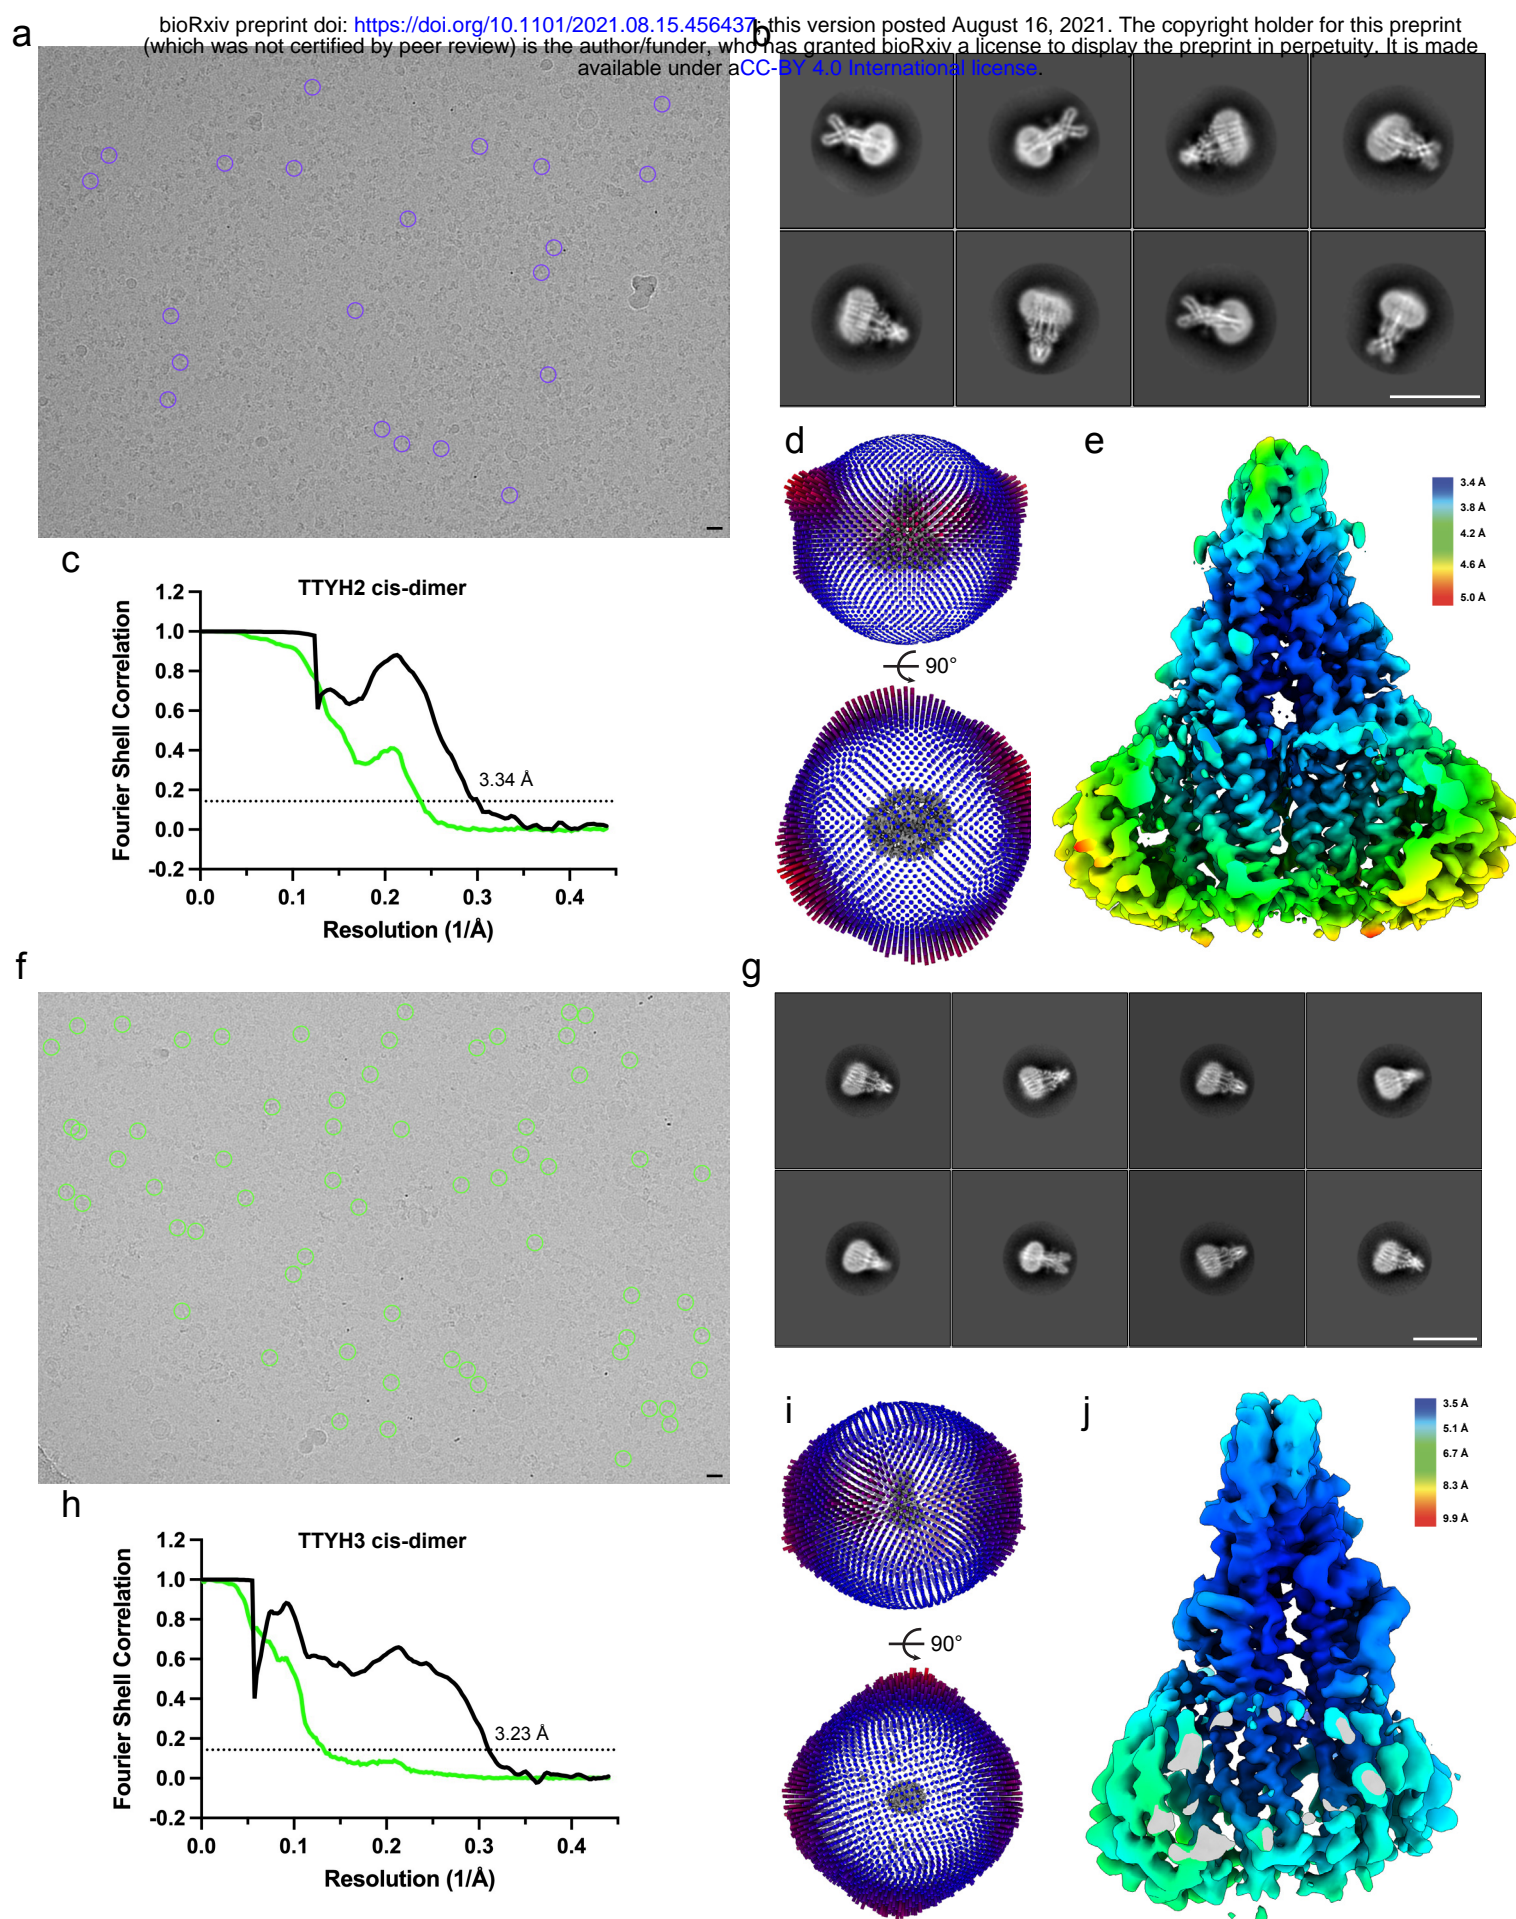 bioRxiv preprint doi: https://doi.org/10.1101/2021.08.15.456437; this version posted August 16, 2021. The copyright holder for this preprint
(which was not certified by peer review) is the author/funder, who has granted bioRxiv a license to display the preprint in perpetuity. It is made
available under aCC-BY 4.0 International license.
a
b
c
TTYH2 cis-dimer
Fourier Shell Correlation
1.2
1.0
0.8
0.6
0.4
0.2
0.0
-0.2
3.34 Å
0.0 0.1 0.2 0.3 0.4
Resolution (1/Å)
d
90°
e
3.4 Å
3.8 Å
4.2 Å
4.6 Å
5.0 Å
f
g
h
TTYH3 cis-dimer
Fourier Shell Correlation
1.2
1.0
0.8
0.6
0.4
0.2
0.0
-0.2
3.23 Å
0.0 0.1 0.2 0.3 0.4
Resolution (1/Å)
i
90°
j
3.5 Å
5.1 Å
6.7 Å
8.3 Å
9.9 Å